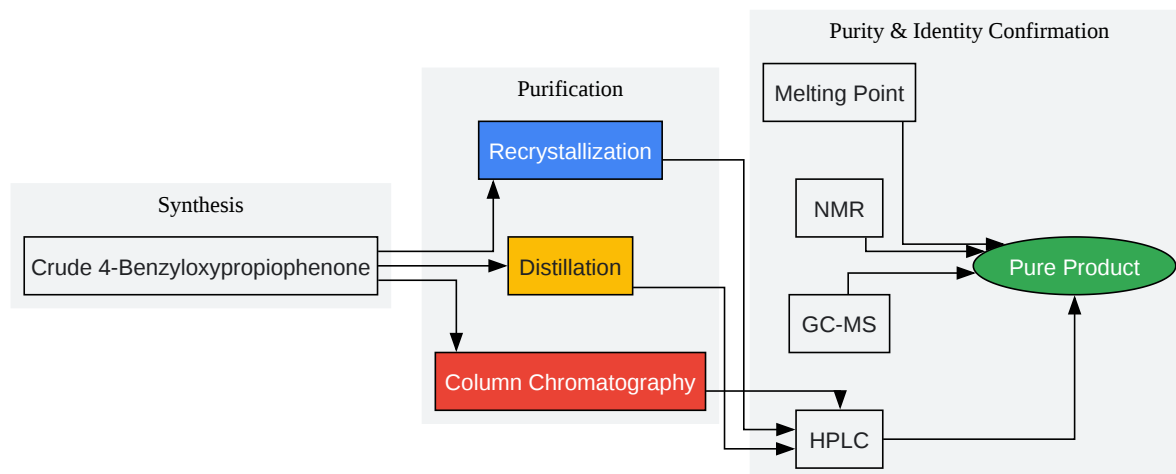 Synthesis
Crude 4-Benzyloxypropiophenone
Purification
Recrystallization
Distillation
Column Chromatography
Purity & Identity Confirmation
Melting Point
NMR
GC-MS
HPLC
Pure Product